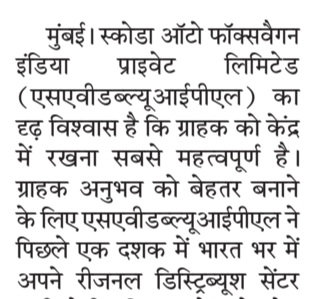 मुंबई। स्कोडा ऑटो फॉक्सवैगन
इंडिया प्राइवेट लिमिटेड
(एसएवीडब्ल्यूआईपीएल) का
दृढ़ विश्वास है कि ग्राहक को केंद्र
में रखना सबसे महत्वपूर्ण है।
ग्राहक अनुभव को बेहतर बनाने
के लिए एसएवीडब्ल्यूआईपीएल ने
पिछले एक दशक में भारत भर में
अपने रीजनल डिस्ट्रिब्यूश सेंटर